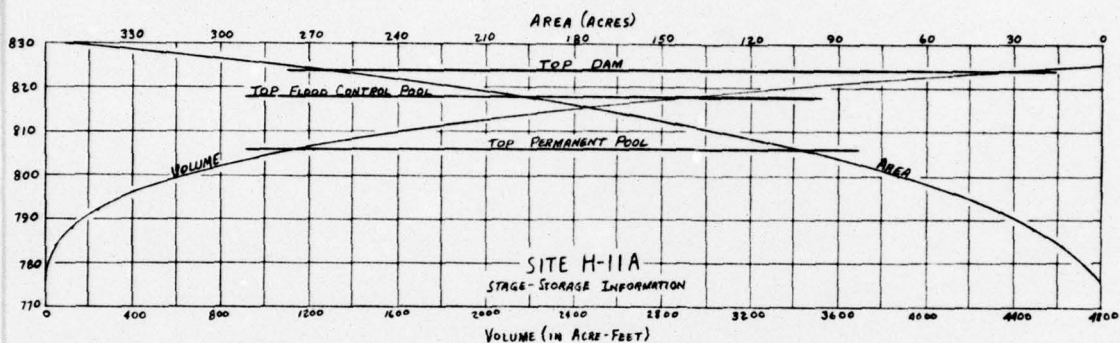 AREA (ACRES)
330 300 270 240 210 180 150 120 90 60 30 0
830
TOP DAM
820
TOP FLOOD CONTROL POOL
810
TOP PERMANENT POOL
VOLUME
AREA
800
790
780
SITE H-11A
STAGE-STORAGE INFORMATION
770
0 400 800 1200 1600 2000 2400 2800 3200 3600 4000 4400 4800
VOLUME (IN ACRE-FEET)